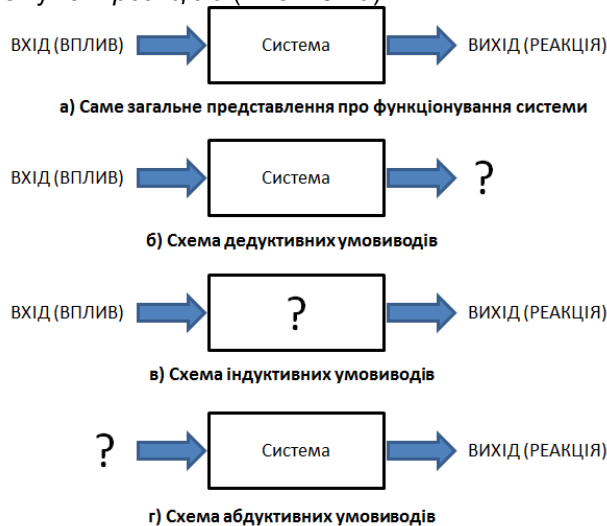 ВХІД (ВПЛИВ) Система ВИХІД (РЕАКЦІЯ)
а) Саме загальне представлення про функціонування системи
ВХІД (ВПЛИВ) Система ?
б) Схема дедуктивних умовиводів
ВХІД (ВПЛИВ) ? ВИХІД (РЕАКЦІЯ)
в) Схема індуктивних умовиводів
? Система ВИХІД (РЕАКЦІЯ)
г) Схема абдуктивних умовиводів